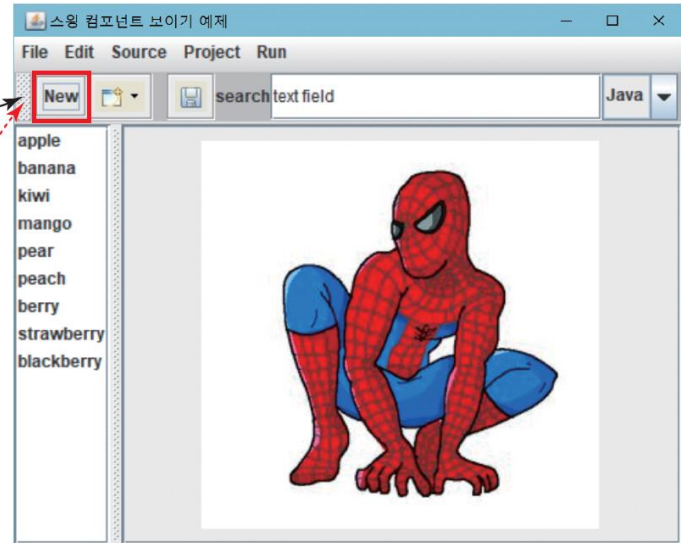 스윙 컴포넌트 보이기 예제
File Edit Source Project Run
New search text field Java
apple
banana
kiwi
mango
pear
peach
berry
strawberry
blackberry